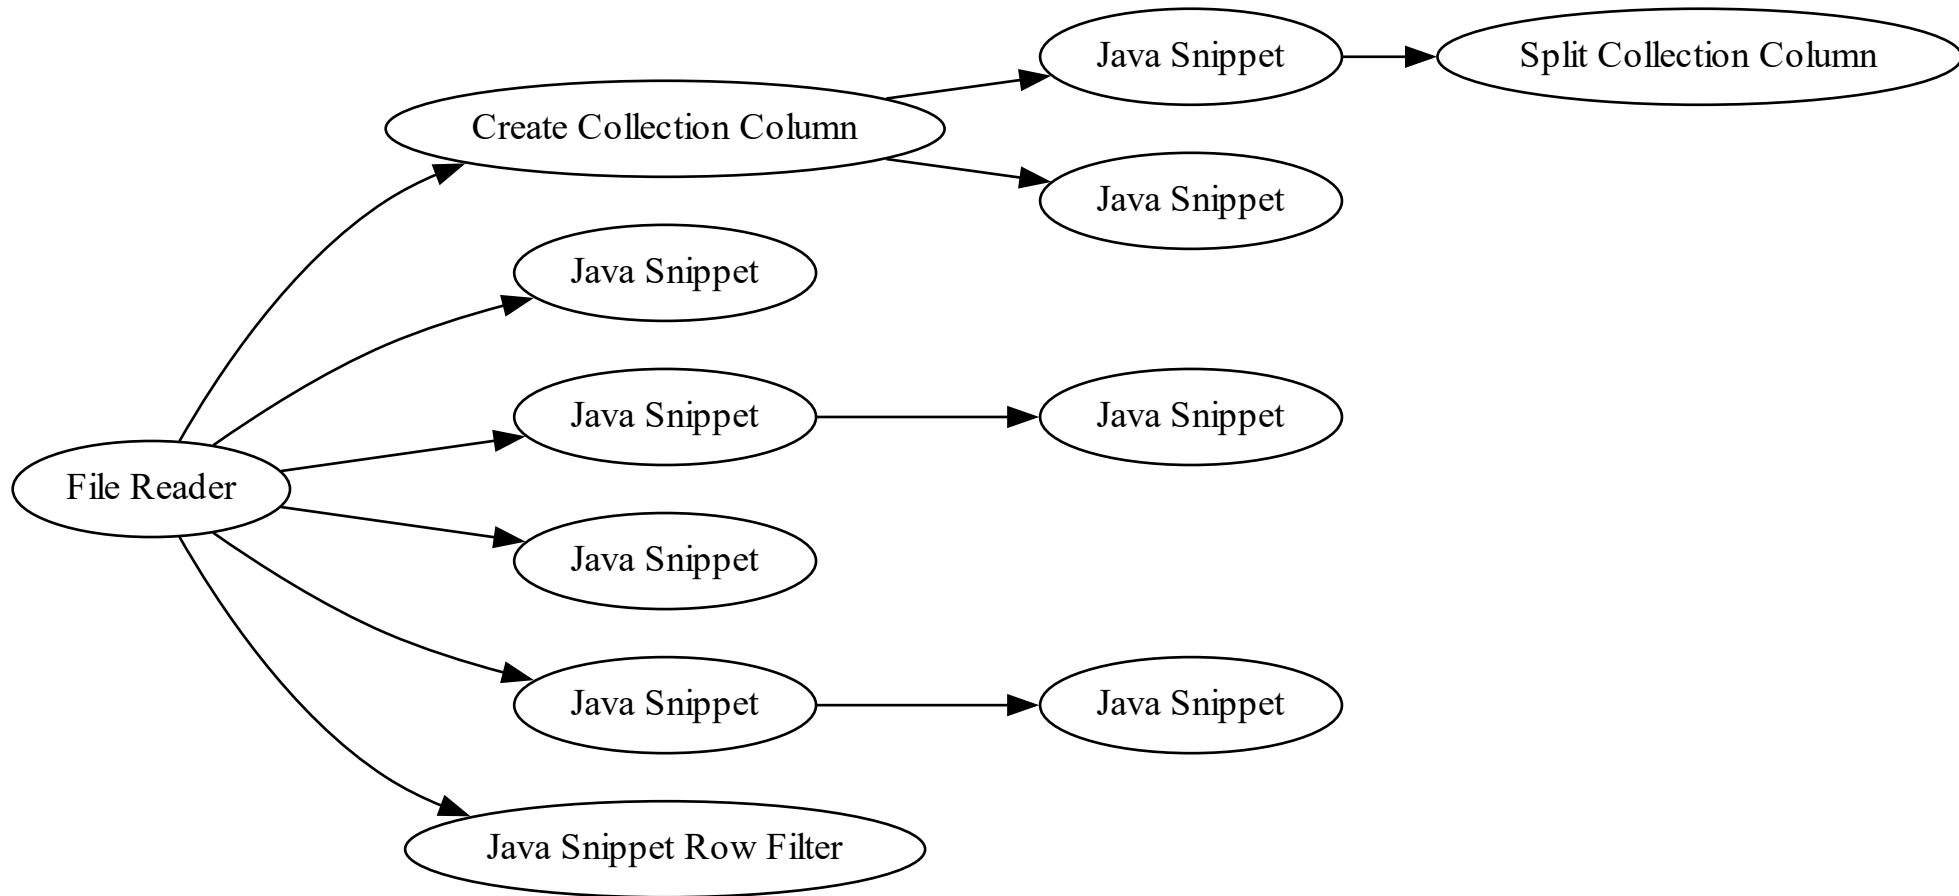 Java Snippet
Split Collection Column
Create Collection Column
Java Snippet
Java Snippet
Java Snippet
Java Snippet
File Reader
Java Snippet
Java Snippet
Java Snippet
Java Snippet Row Filter